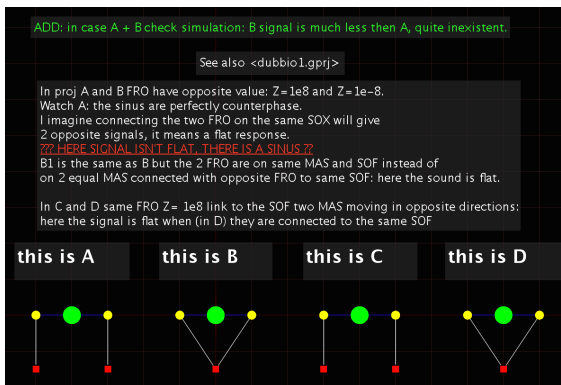 ADD: in case A + B check simulation: B signal is much less then A, quite inexistent.
See also <dubbio1.gprj>
In proj A and B FRO have opposite value: Z=1e8 and Z=1e-8.
Watch A: the sinus are perfectly counterphase.
I imagine connecting the two FRO on the same SOX will give
2 opposite signals, it means a flat response.
??? HERE SIGNAL ISN'T FLAT, THERE IS A SINUS ??
B1 is the same as B but the 2 FRO are on same MAS and SOF instead of
on 2 equal MAS connected with opposite FRO to same SOF: here the sound is flat.
In C and D same FRO Z= 1e8 link to the SOF two MAS moving in opposite directions:
here the signal is flat when (in D) they are connected to the same SOF
this is A
this is B
this is C
this is D